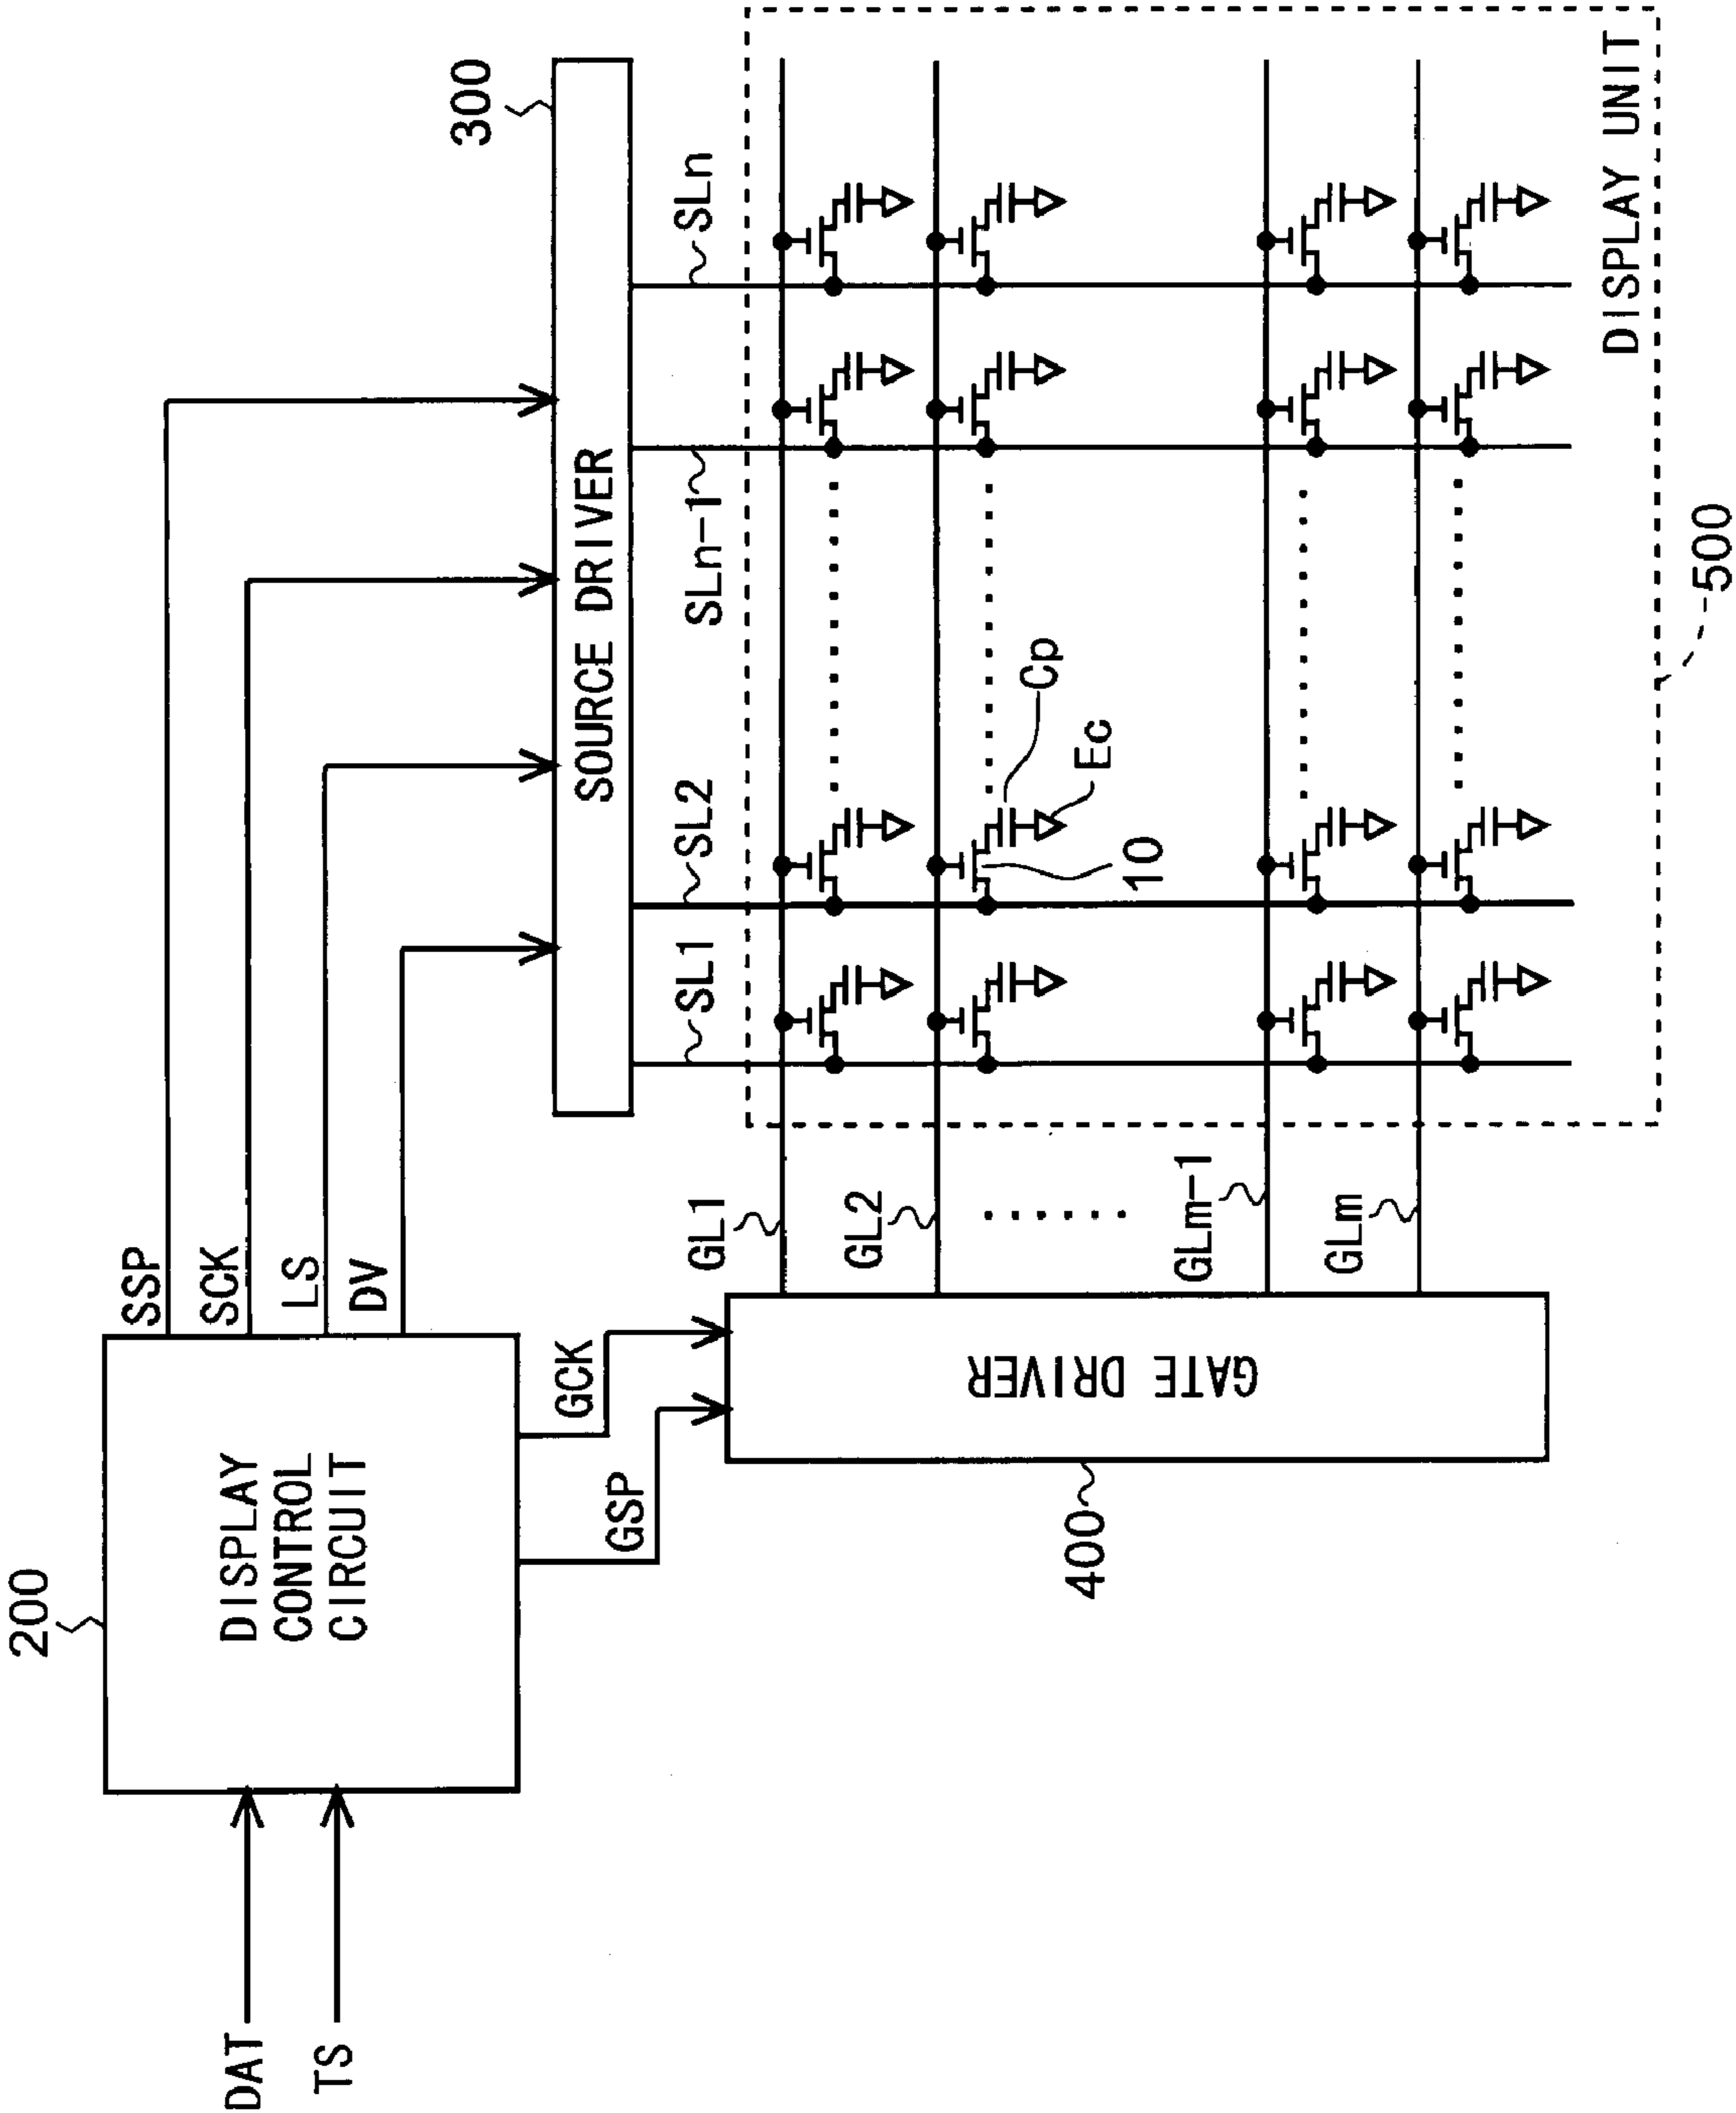 200
DISPLAY
CONTROL
CIRCUIT
DAT
TS
SSP
SCK
LS
DV
GCK
GSP
300
SOURCE DRIVER
SL1
SL2
SLn-1
SLn
400
GATE DRIVER
GL1
GL2
GLm-1
GLm
Cp
Ec
10
DISPLAY UNIT
500